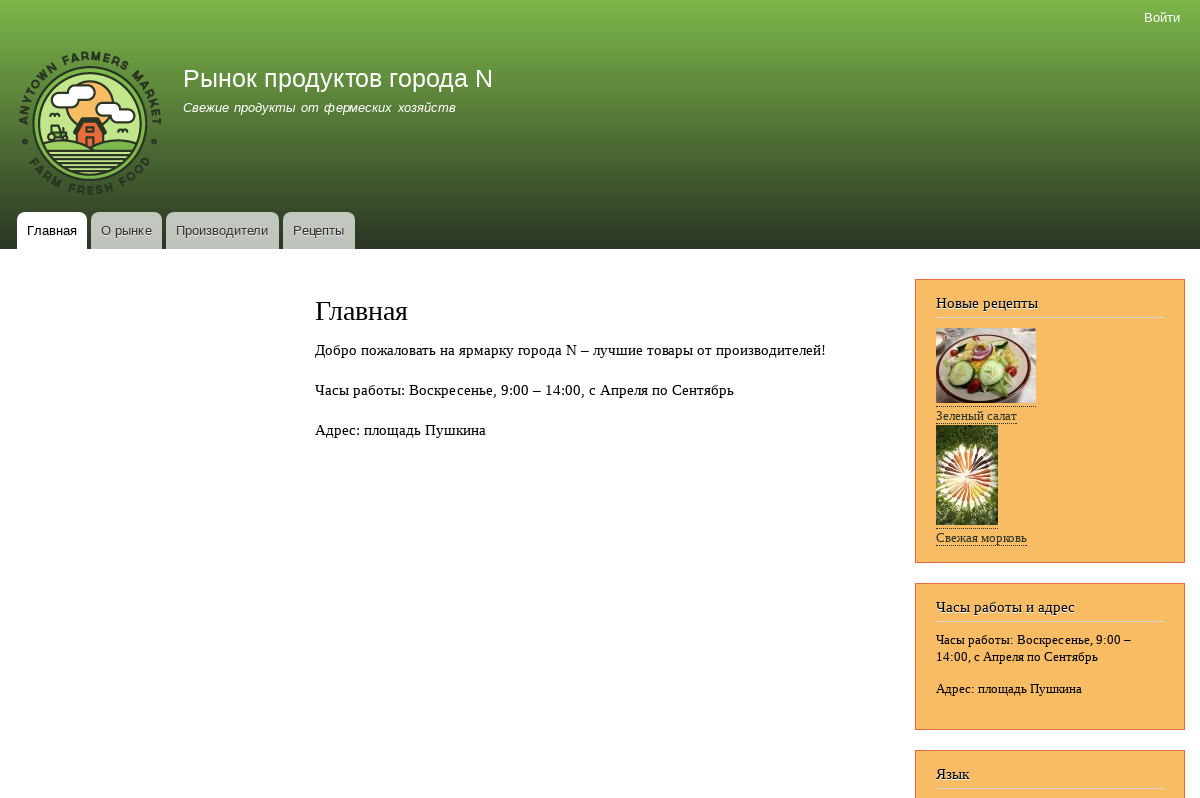 Войти
ANYTOWN FARMERS MARKET
FARM FRESH FOOD
Рынок продуктов города N
Свежие продукты от фермеских хозяйств
Главная
О рынке
Производители
Рецепты
Главная
Добро пожаловать на ярмарку города N – лучшие товары от производителей!
Часы работы: Воскресенье, 9:00 – 14:00, с Апреля по Сентябрь
Адрес: площадь Пушкина
Новые рецепты
Зеленый салат
Свежая морковь
Часы работы и адрес
Часы работы: Воскресенье, 9:00 –
14:00, с Апреля по Сентябрь
Адрес: площадь Пушкина
Язык